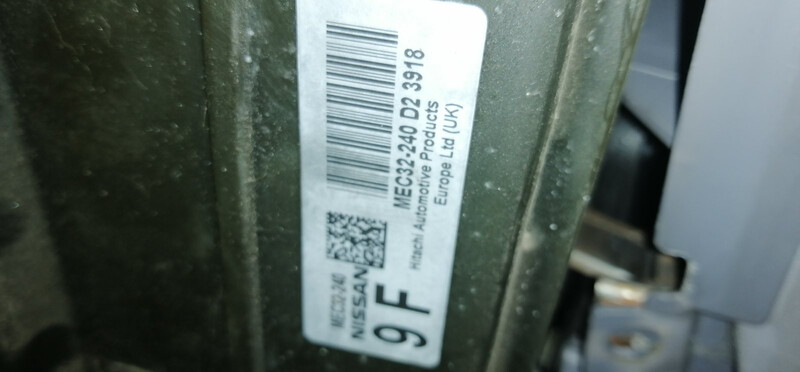 MEC32-240 D2 3918
Hitachi Automotive Products
Europe Ltd (UK)
MEC32-240
NISSAN
9 F